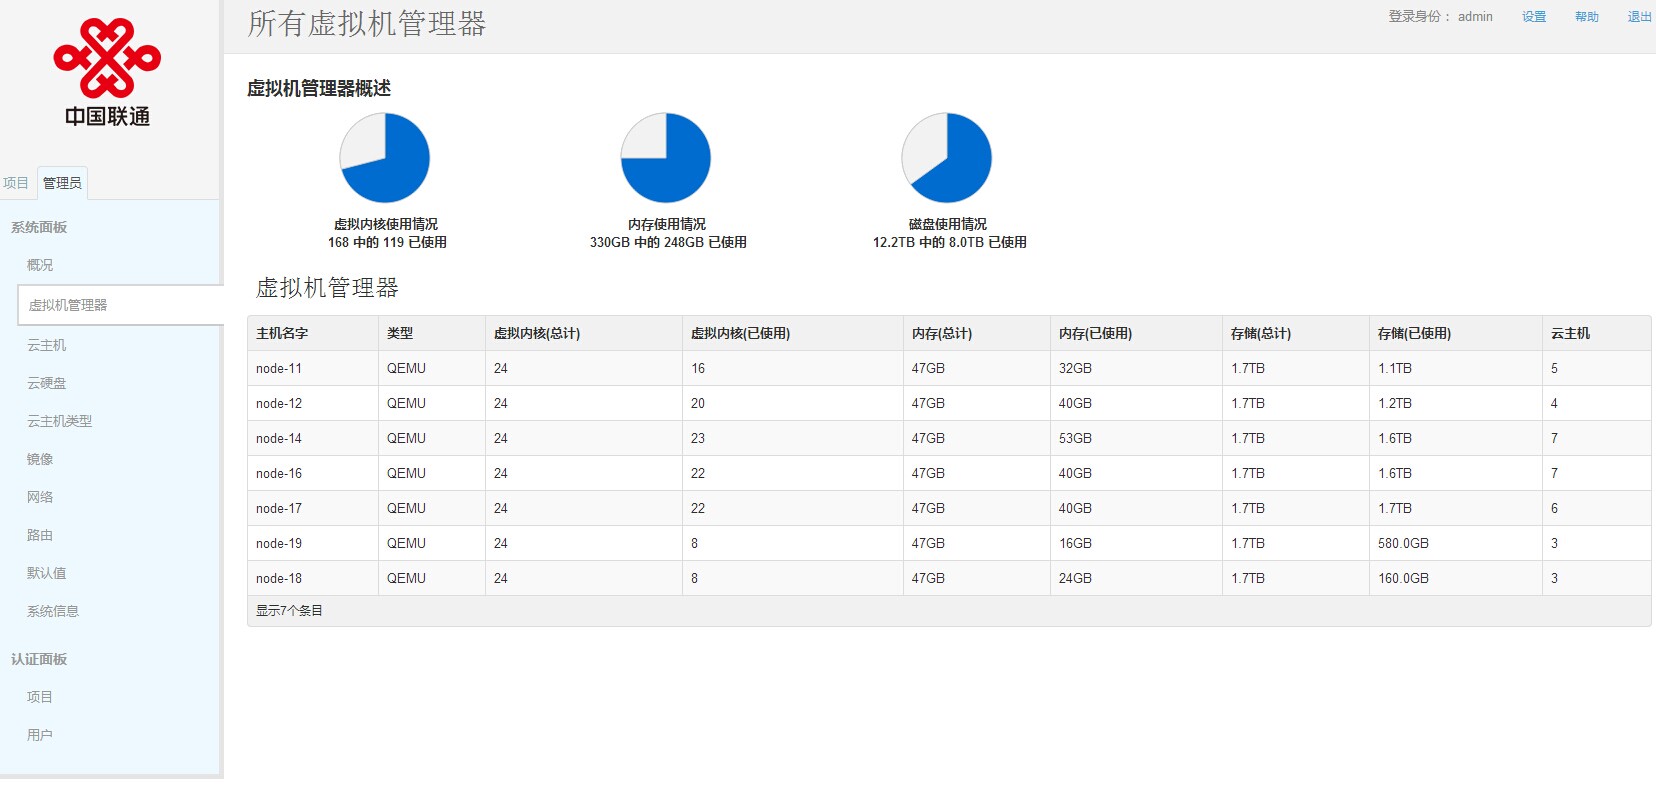 所有虚拟机管理器
登录身份： admin 设置 帮助 退出
中国联通
项目 管理员
系统面板
概况
虚拟机管理器
云主机
云硬盘
云主机类型
镜像
网络
路由
默认值
系统信息
认证面板
项目
用户
虚拟机管理器概述
虚拟内核使用情况
168 中的 119 已使用
内存使用情况
330GB 中的 248GB 已使用
磁盘使用情况
12.2TB 中的 8.0TB 已使用
虚拟机管理器
主机名字 类型 虚拟内核(总计) 虚拟内核(已使用) 内存(总计) 内存(已使用) 存储(总计) 存储(已使用) 云主机
node-11 QEMU 24 16 47GB 32GB 1.7TB 1.1TB 5
node-12 QEMU 24 20 47GB 40GB 1.7TB 1.2TB 4
node-14 QEMU 24 23 47GB 53GB 1.7TB 1.6TB 7
node-16 QEMU 24 22 47GB 40GB 1.7TB 1.6TB 7
node-17 QEMU 24 22 47GB 40GB 1.7TB 1.7TB 6
node-19 QEMU 24 8 47GB 16GB 1.7TB 580.0GB 3
node-18 QEMU 24 8 47GB 24GB 1.7TB 160.0GB 3
显示7个条目